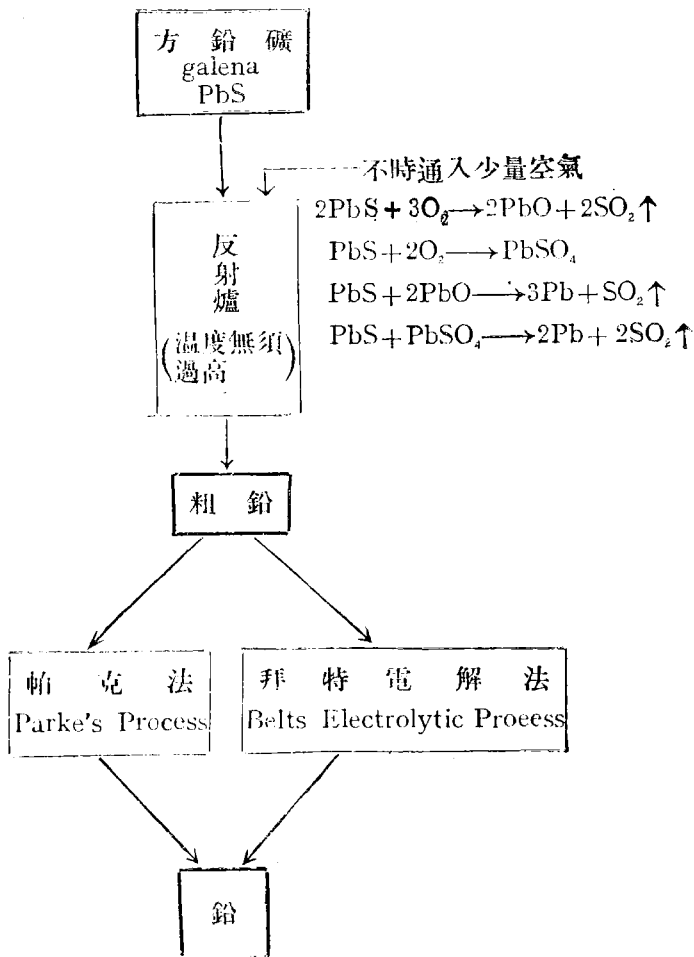 方鉛礦
galena
PbS
不時通入少量空氣
2PbS+3O₂→2PbO+2SO₂↑
PbS+2O₂→PbSO₄
PbS+2PbO→3Pb+SO₂↑
PbS+PbSO₄→2Pb+2SO₂↑
反射爐
(温度無須
過高)
粗鉛
帕克法
Parke's Process
拜特電解法
Belts Electrolytic Proeess
鉛